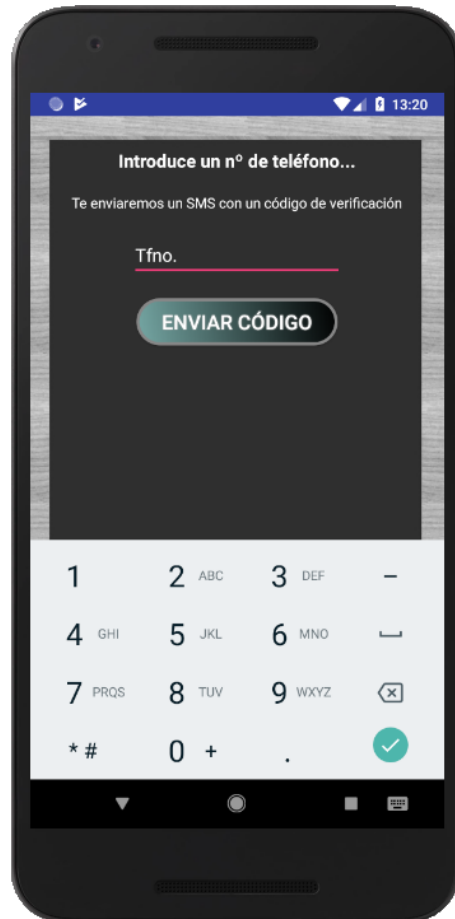 13:20
Introduce un nº de teléfono...
Te enviaremos un SMS con un código de verificación
Tfno.
ENVIAR CÓDIGO
1 2 ABC 3 DEF –
4 GHI 5 JKL 6 MNO
7 PRQS 8 TUV 9 WXYZ
* # 0 + .